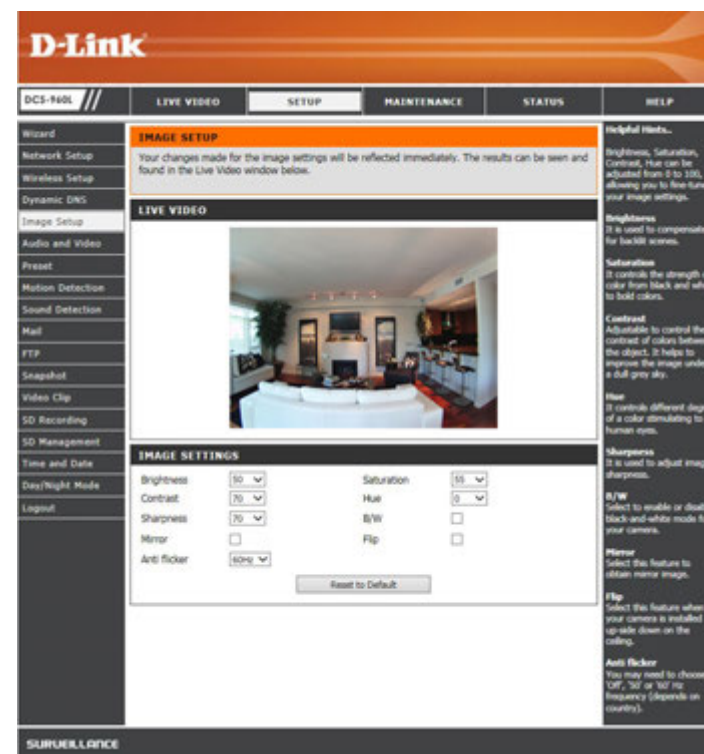 D-Link
DCS-960L
LIVE VIDEO
SETUP
MAINTENANCE
STATUS
HELP
Wizard
Network Setup
Wireless Setup
Dynamic DNS
Image Setup
Audio and Video
Preset
Motion Detection
Sound Detection
Mail
FTP
Snapshot
Video Clip
SD Recording
SD Management
Time and Date
Day/Night Mode
Logout
IMAGE SETUP
Your changes made for the image settings will be reflected immediately. The results can be seen and
found in the Live Video window below.
LIVE VIDEO
IMAGE SETTINGS
Brightness 50 Saturation 55
Contrast 70 Hue 0
Sharpness 70 B/W
Mirror Flip
Anti flicker 60Hz
Reset to Default
Helpful Hints..
Brightness, Saturation,
Contrast, Hue can be
adjusted from 0 to 100,
allowing you to fine-tune
your image settings.
Brightness
It is used to compensate
for backlit scenes.
Saturation
It controls the strength
color from black and
to bold colors.
Contrast
Adjustable to control the
contrast of colors
the object. It helps to
improve the image
a dull grey sky.
Hue
It controls different
of a color stimulating to
human eyes.
Sharpness
It is used to adjust
sharpness.
B/W
Select to enable or
black-and-white mode
your camera.
Mirror
Select this feature to
obtain mirror image.
Flip
Select this feature when
your camera is installed
up-side down on the
ceiling.
Anti flicker
You may need to choose
'Off', '50' or '60' Hz
frequency (depends on
country).
SURVEILLANCE